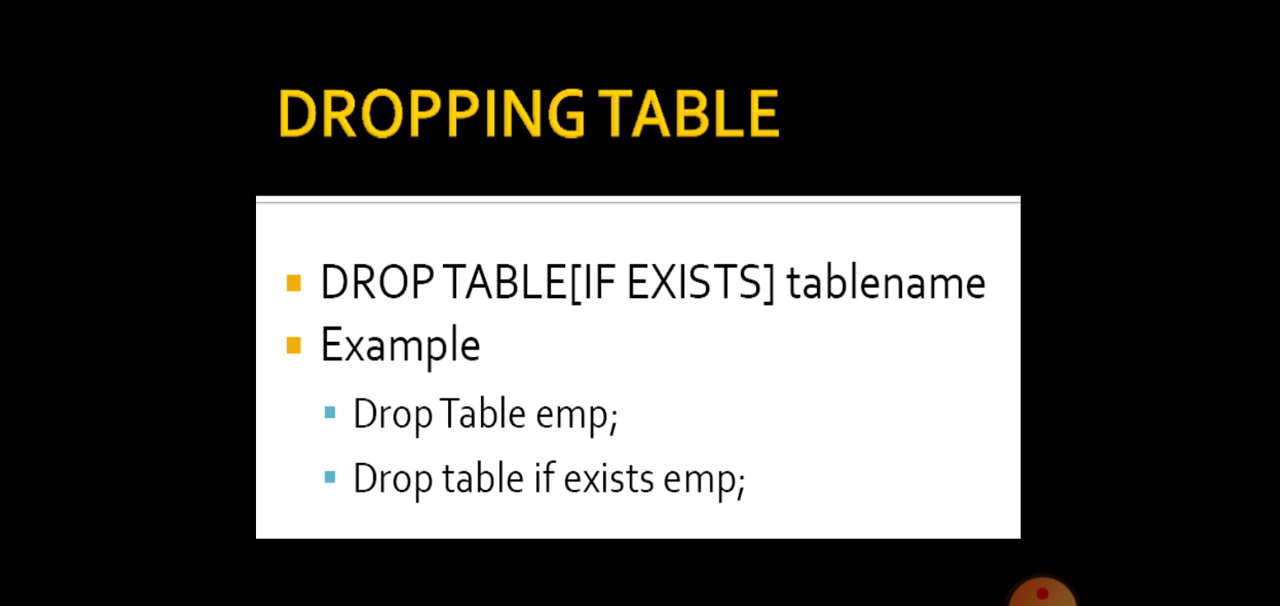 DROPPING TABLE
DROP TABLE[IF EXISTS] tablename
Example
Drop Table emp;
Drop table if exists emp;